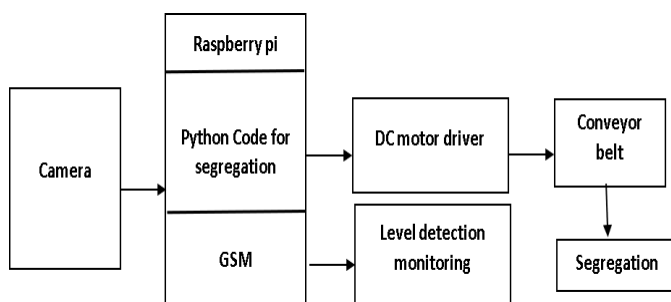 Camera
Raspberry pi
Python Code for
segregation
GSM
DC motor driver
Level detection
monitoring
Conveyor
belt
Segregation